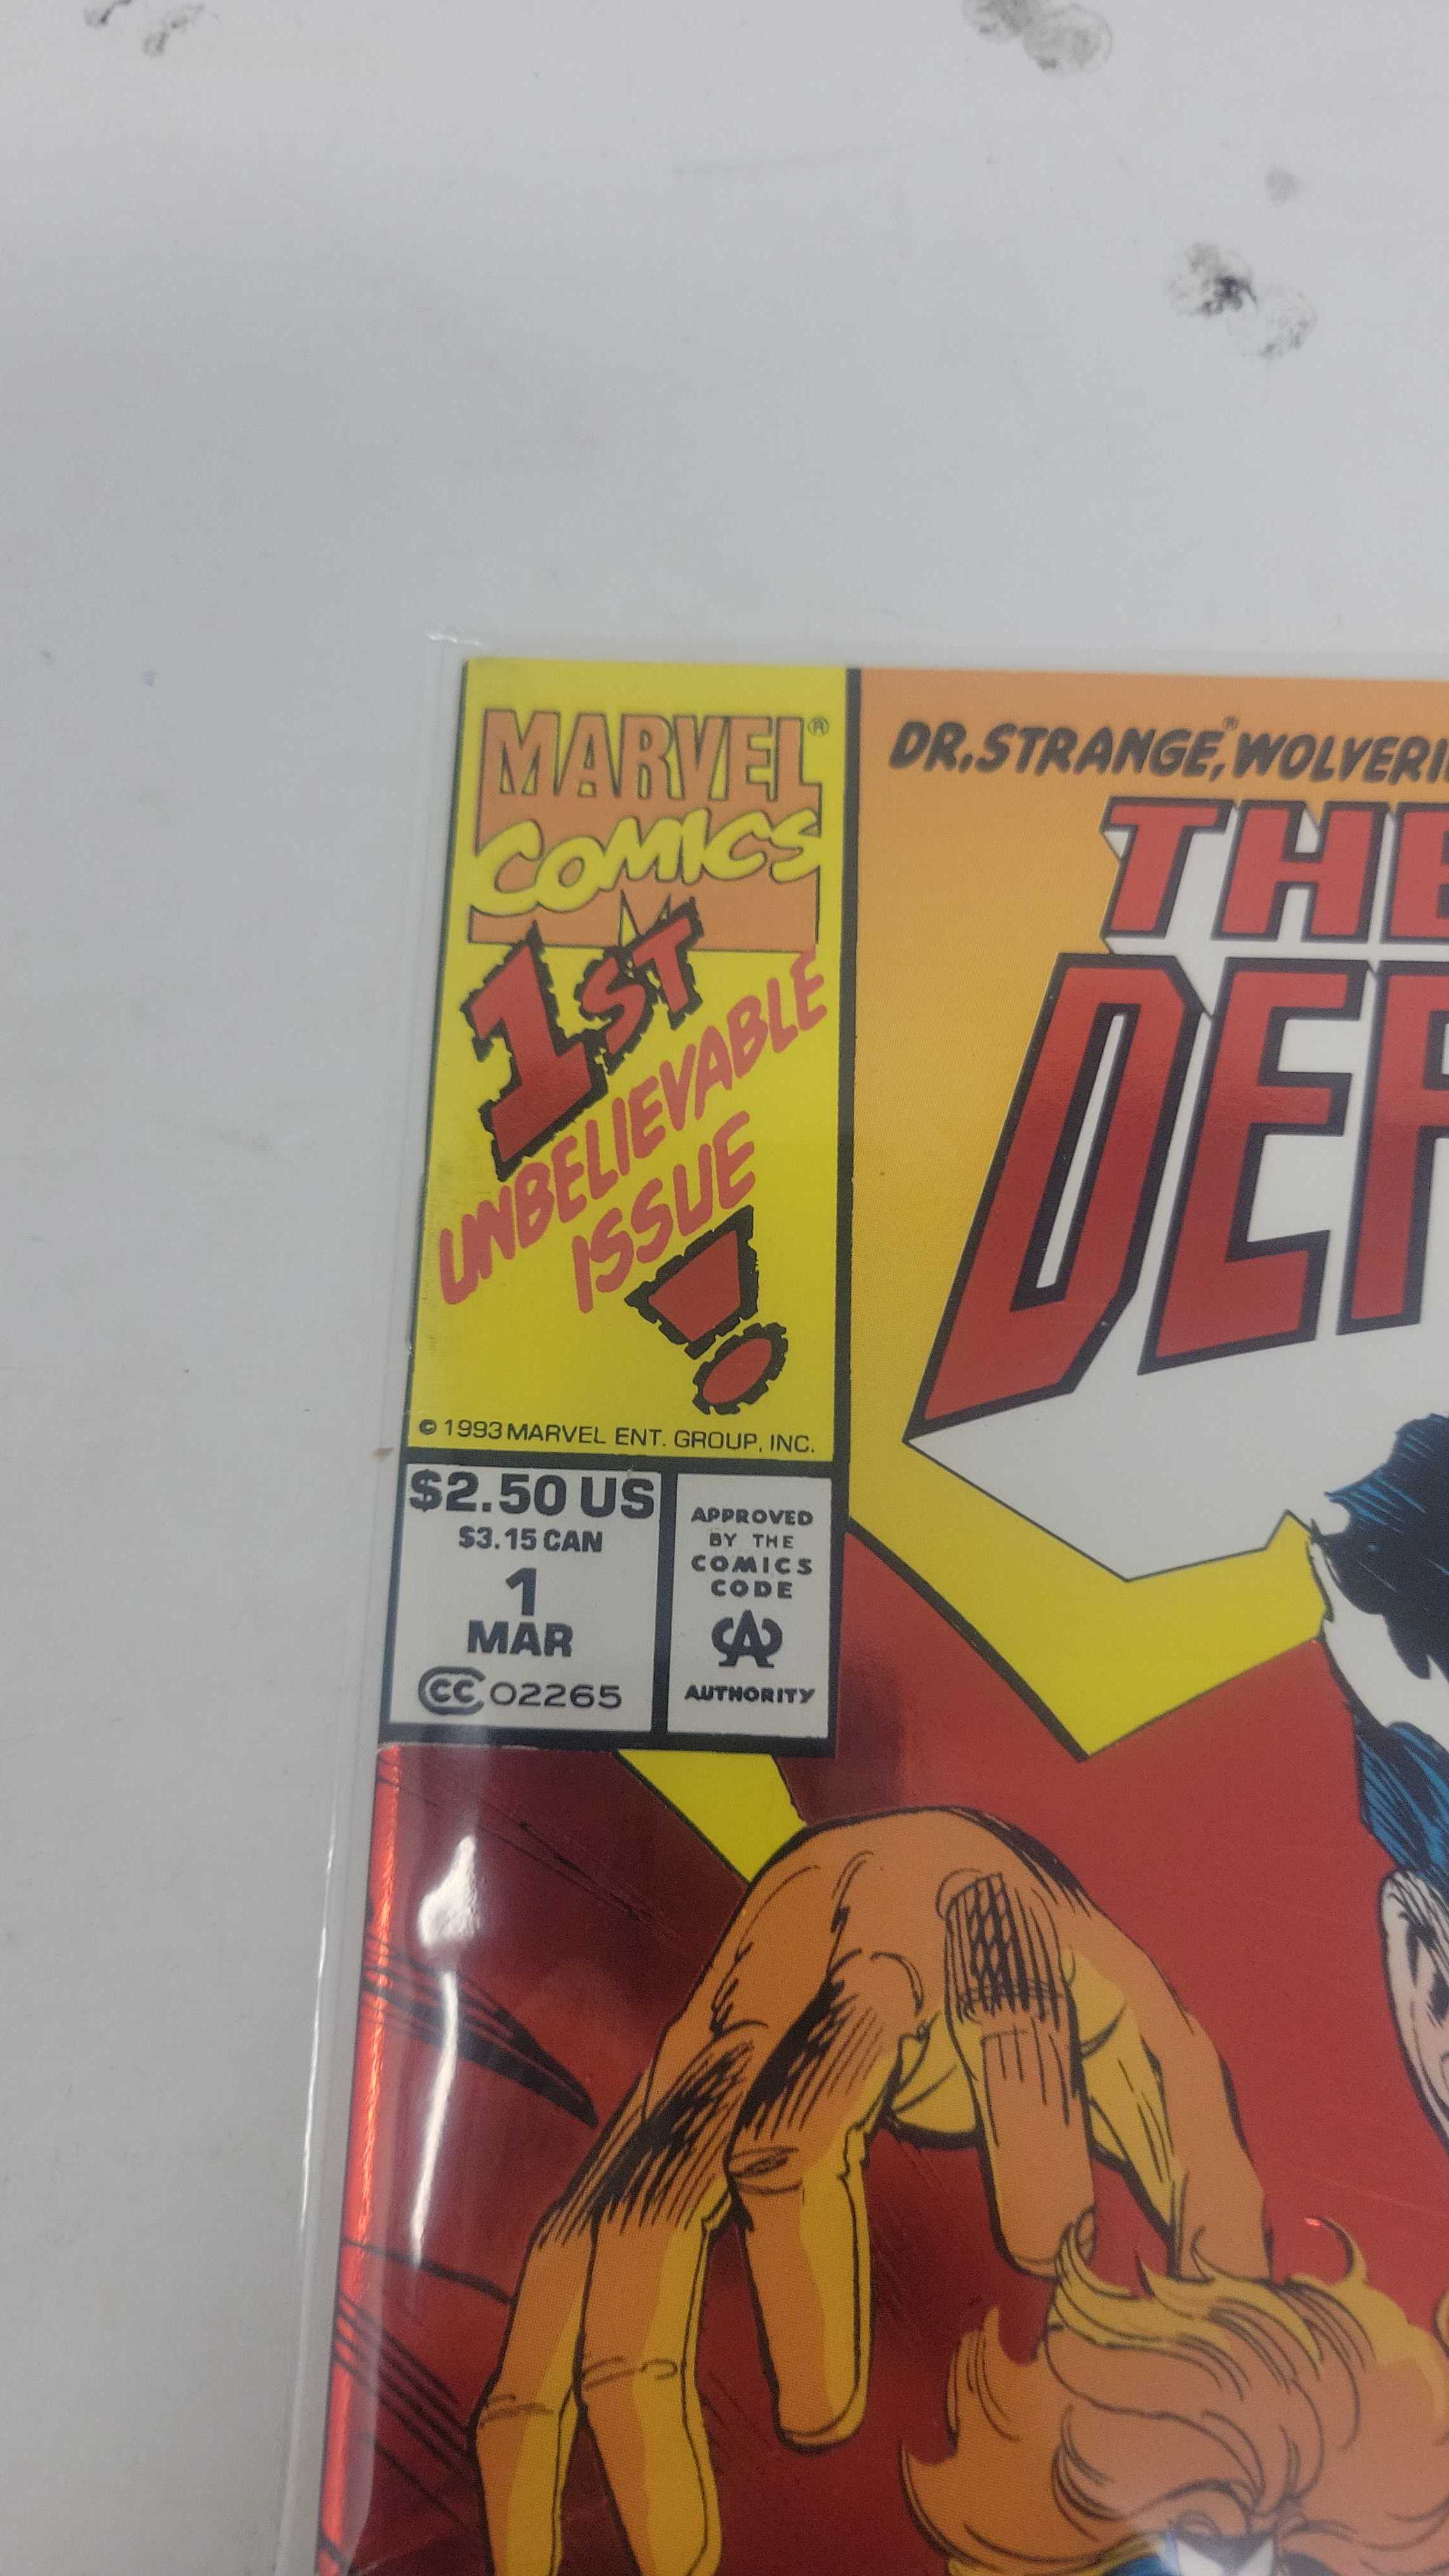 MARVEL®
COMICS
1ST
UNBELIEVABLE
ISSUE
!
© 1993 MARVEL ENT. GROUP, INC.
$2.50 US
$3.15 CAN
1
MAR
CC 02265
APPROVED
BY THE
COMICS
CODE
CA
AUTHORITY
DR. STRANGE,® WOLVERI
THE
DEF